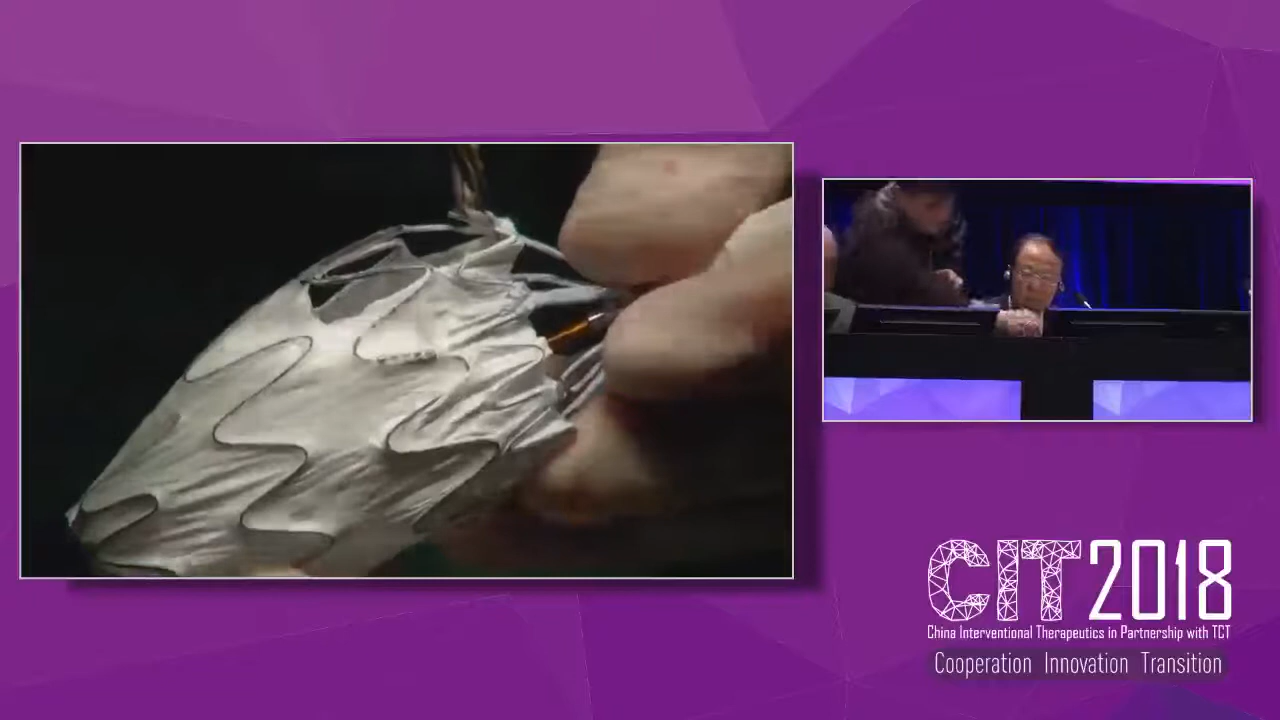 CIT2018
China Interventional Therapeutics in Partnership with TCT
Cooperation Innovation Transition